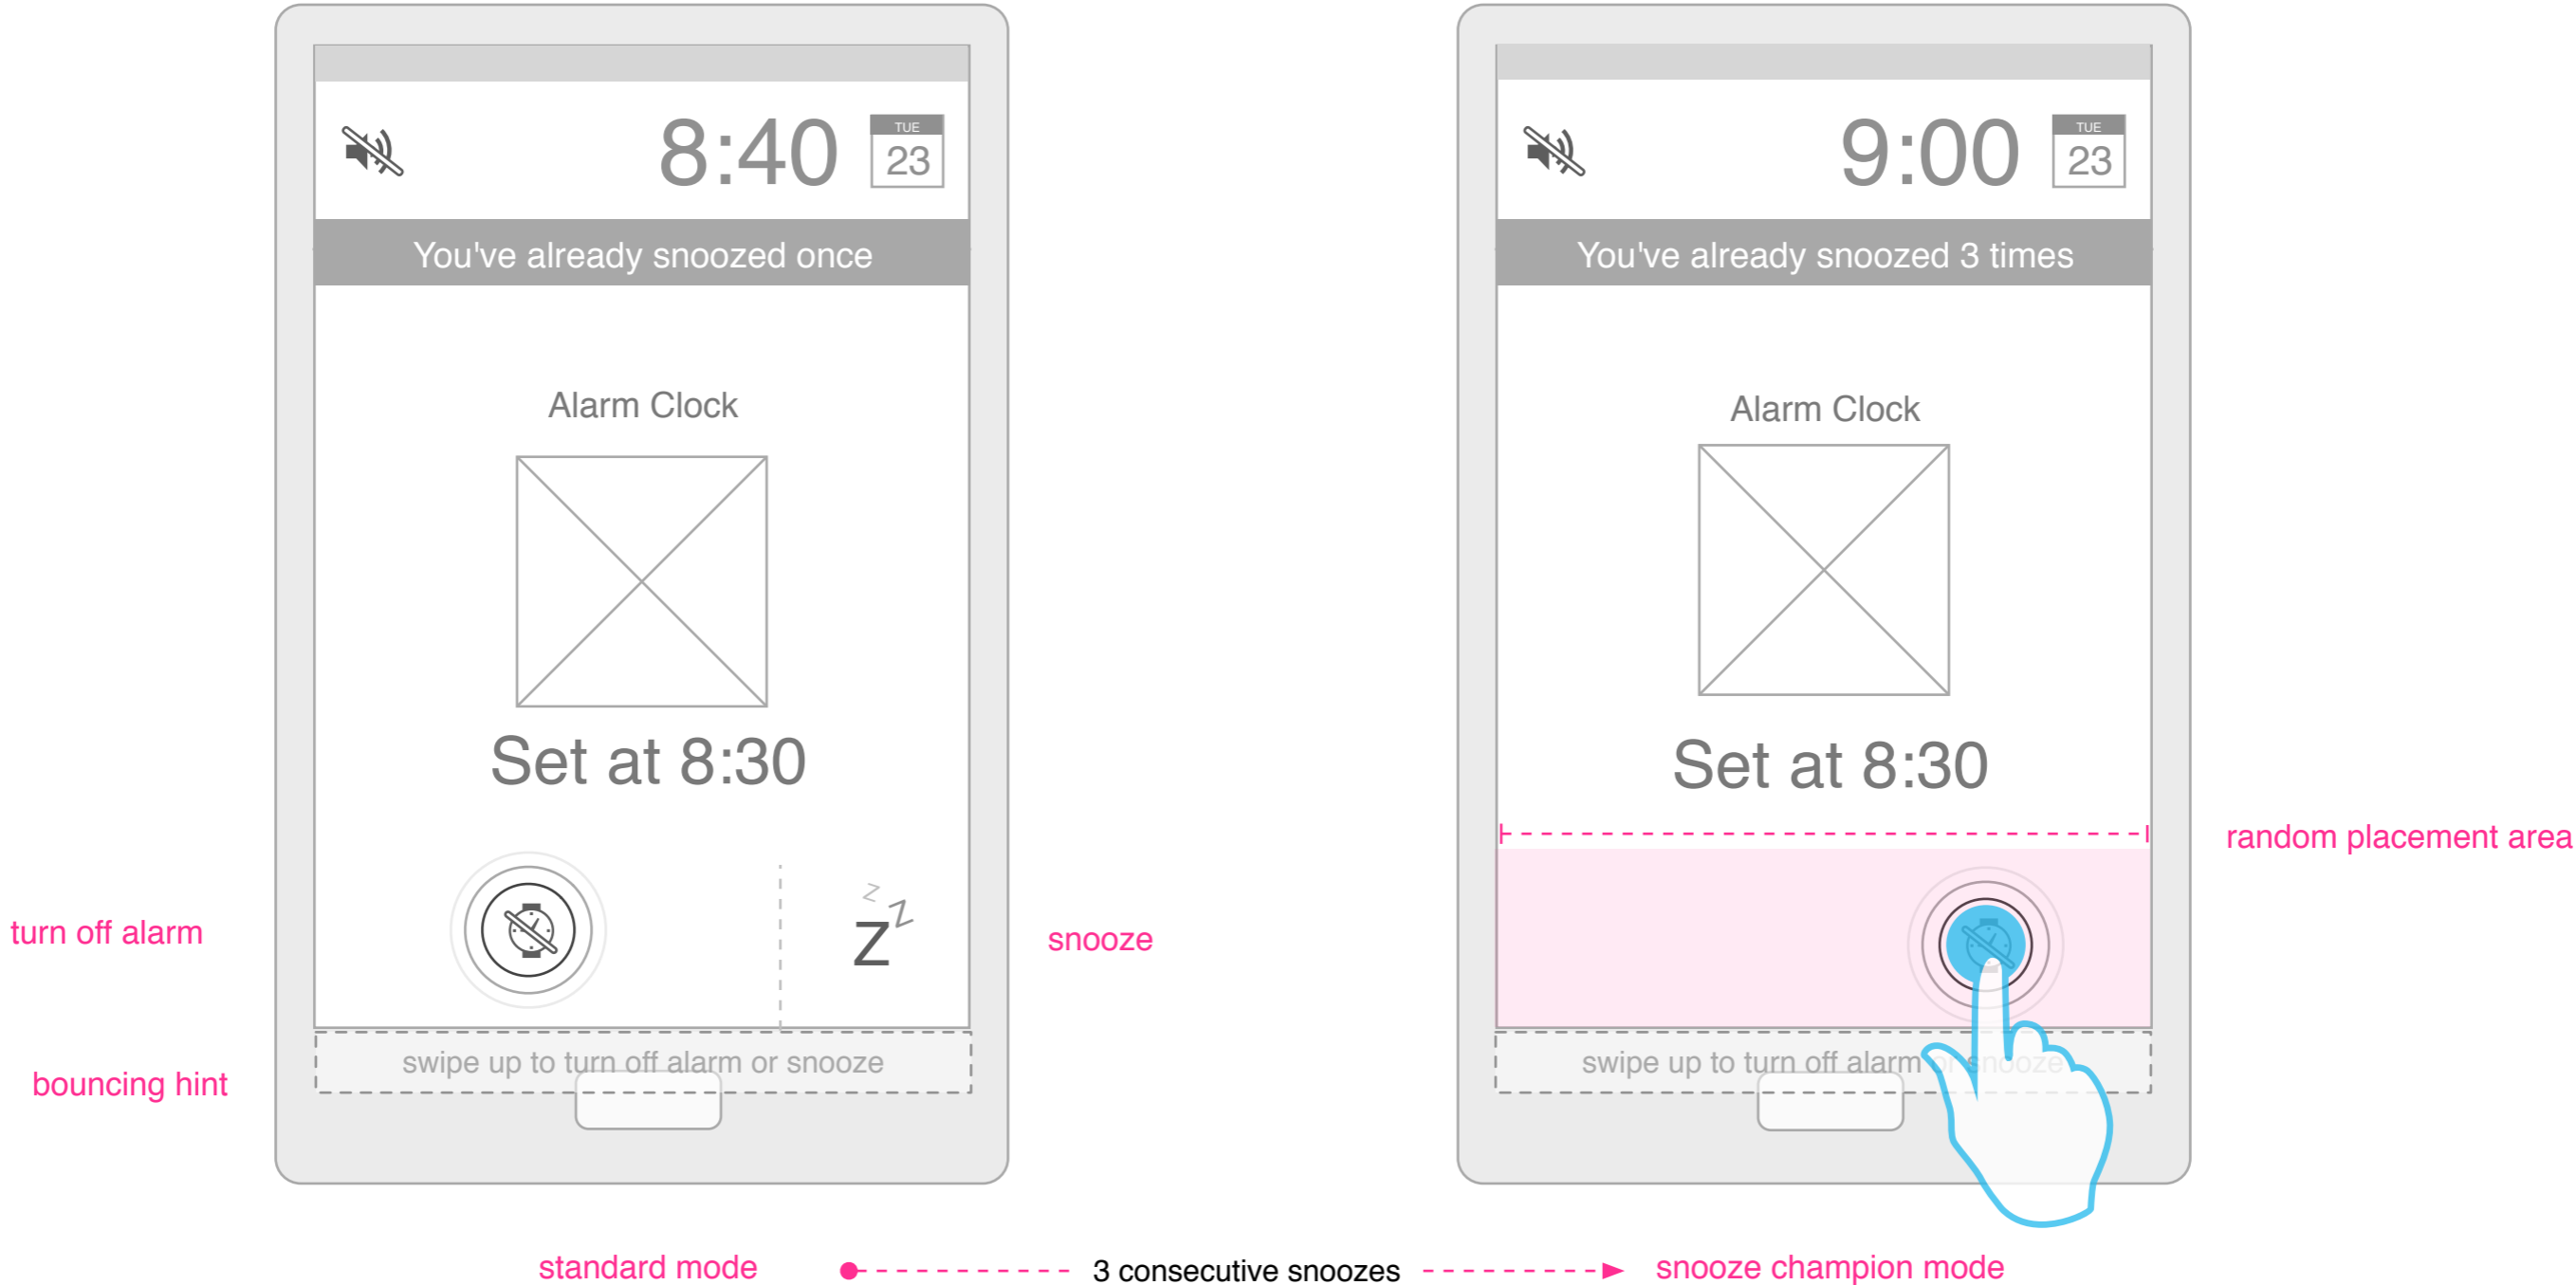 8:40
TUE
23
You've already snoozed once
Alarm Clock
Set at 8:30
turn off alarm
z
z
z
snooze
swipe up to turn off alarm or snooze
bouncing hint
9:00
TUE
23
You've already snoozed 3 times
Alarm Clock
Set at 8:30
random placement area
swipe up to turn off alarm or snooze
standard mode
3 consecutive snoozes
snooze champion mode